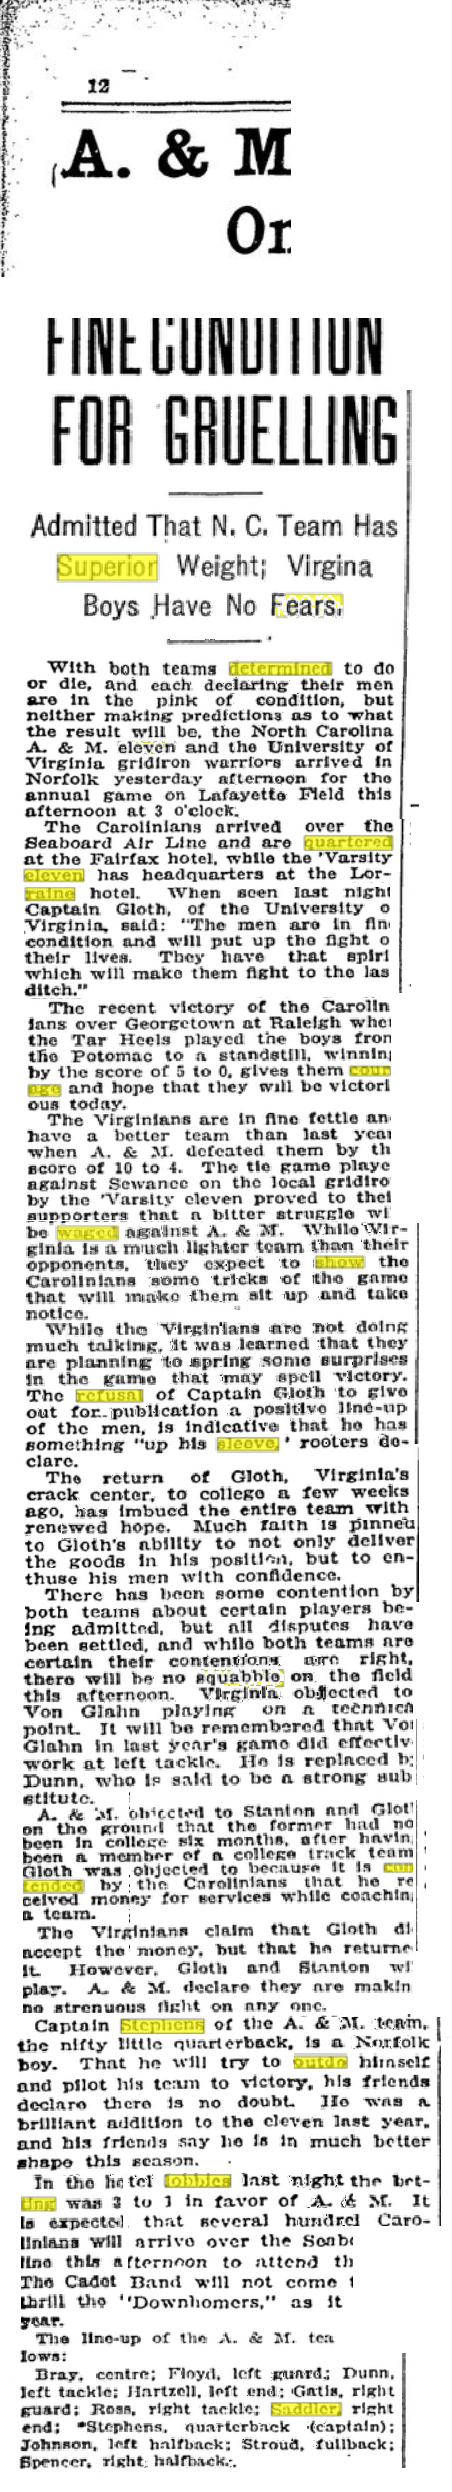 12
A. & M
On
FINE CONDITION
FOR GRUELLING
Admitted That N. C. Team Has
Superior Weight; Virgina
Boys Have No Fears.
With both teams determined to do
or die, and each declaring their men
are in the pink of condition, but
neither making predictions as to what
the result will be, the North Carolina
A. & M. eleven and the University of
Virginia gridiron warriors arrived in
Norfolk yesterday afternoon for the
annual game on Lafayette Field this
afternoon at 3 o'clock.
The Carolinians arrived over the
Seaboard Air Line and are quartered
at the Fairfax hotel, while the 'Varsity
eleven has headquarters at the Lor-
raine hotel. When seen last night
Captain Gloth, of the University o
Virginia, said: "The men are in fin
condition and will put up the fight o
their lives. They have that spiri
which will make them fight to the las
ditch."
The recent victory of the Carolin
ians over Georgetown at Raleigh whe
the Tar Heels played the boys from
the Potomac to a standstill, winnin
by the score of 5 to 0, gives them cour
age and hope that they will be victori
ous today.
The Virginians are in fine fettle an
have a better team than last year
when A. & M. defeated them by th
score of 10 to 4. The tie game playe
against Sewanee on the local gridiro
by the 'Varsity eleven proved to thei
supporters that a bitter struggle wi
be waged against A. & M. While Vir-
ginia is a much lighter team than their
opponents, they expect to show the
Carolinians some tricks of the game
that will make them sit up and take
notice.
While the Virginians are not doing
much talking, it was learned that they
are planning to spring some surprises
in the game that may spell victory.
The refusal of Captain Gloth to give
out for publication a positive line-up
of the men, is indicative that he has
something "up his sleeve,' rooters de-
clare.
The return of Gloth, Virginia's
crack center, to college a few weeks
ago, has imbued the entire team with
renewed hope. Much faith is pinned
to Gloth's ability to not only deliver
the goods in his position, but to en-
thuse his men with confidence.
There has been some contention by
both teams about certain players be-
ing admitted, but all disputes have
been settled, and while both teams are
certain their contentions are right,
there will be no squabble on the field
this afternoon. Virginia objected to
Von Glahn playing on a technica
point. It will be remembered that Vo
Glahn in last year's game did effectiv
work at left tackle. He is replaced b
Dunn, who is said to be a strong sub
stitute.
A. & M. objected to Stanton and Glot
on the ground that the former had no
been in college six months, after havin
been a member of a college track team
Gloth was objected to because it is con
tended by the Carolinians that he re
ceived money for services while coachin
a team.
The Virginians claim that Gloth di
accept the money, but that he returne
it. However, Gloth and Stanton wi
play. A. & M. declare they are makin
no strenuous fight on any one.
Captain Stephens of the A. & M. team,
the nifty little quarterback, is a Norfolk
boy. That he will try to outdo himself
and pilot his team to victory, his friends
declare there is no doubt. He was a
brilliant addition to the eleven last year,
and his friends say he is in much better
shape this season.
In the hotel lobbies last night the bet-
ting was 3 to 1 in favor of A. & M. It
is expected that several hundred Caro-
linians will arrive over the Seab
line this afternoon to attend th
The Cadet Band will not come t
thrill the "Downhomers," as it
year.
The line-up of the A. & M. tea
lows:
Bray, centre; Floyd, left guard; Dunn,
left tackle; Hartzell, left end; Gatis, right
guard; Ross, right tackle; Saddler, right
end; *Stephens, quarterback (captain);
Johnson, left halfback; Stroud, fullback;
Spencer, right halfback.